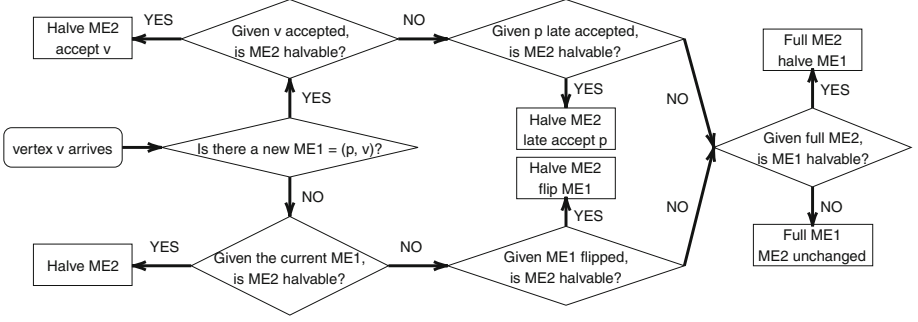 Halve ME2
accept v
YES
Given v accepted,
is ME2 halvable?
NO
Given p late accepted,
is ME2 halvable?
YES
NO
Full ME2
halve ME1
YES
YES
Halve ME2
late accept p
vertex v arrives
Is there a new ME1 = (p, v)?
Given full ME2,
is ME1 halvable?
Halve ME2
flip ME1
NO
YES
NO
NO
Halve ME2
YES
Given the current ME1,
is ME2 halvable?
NO
Given ME1 flipped,
is ME2 halvable?
Full ME1
ME2 unchanged